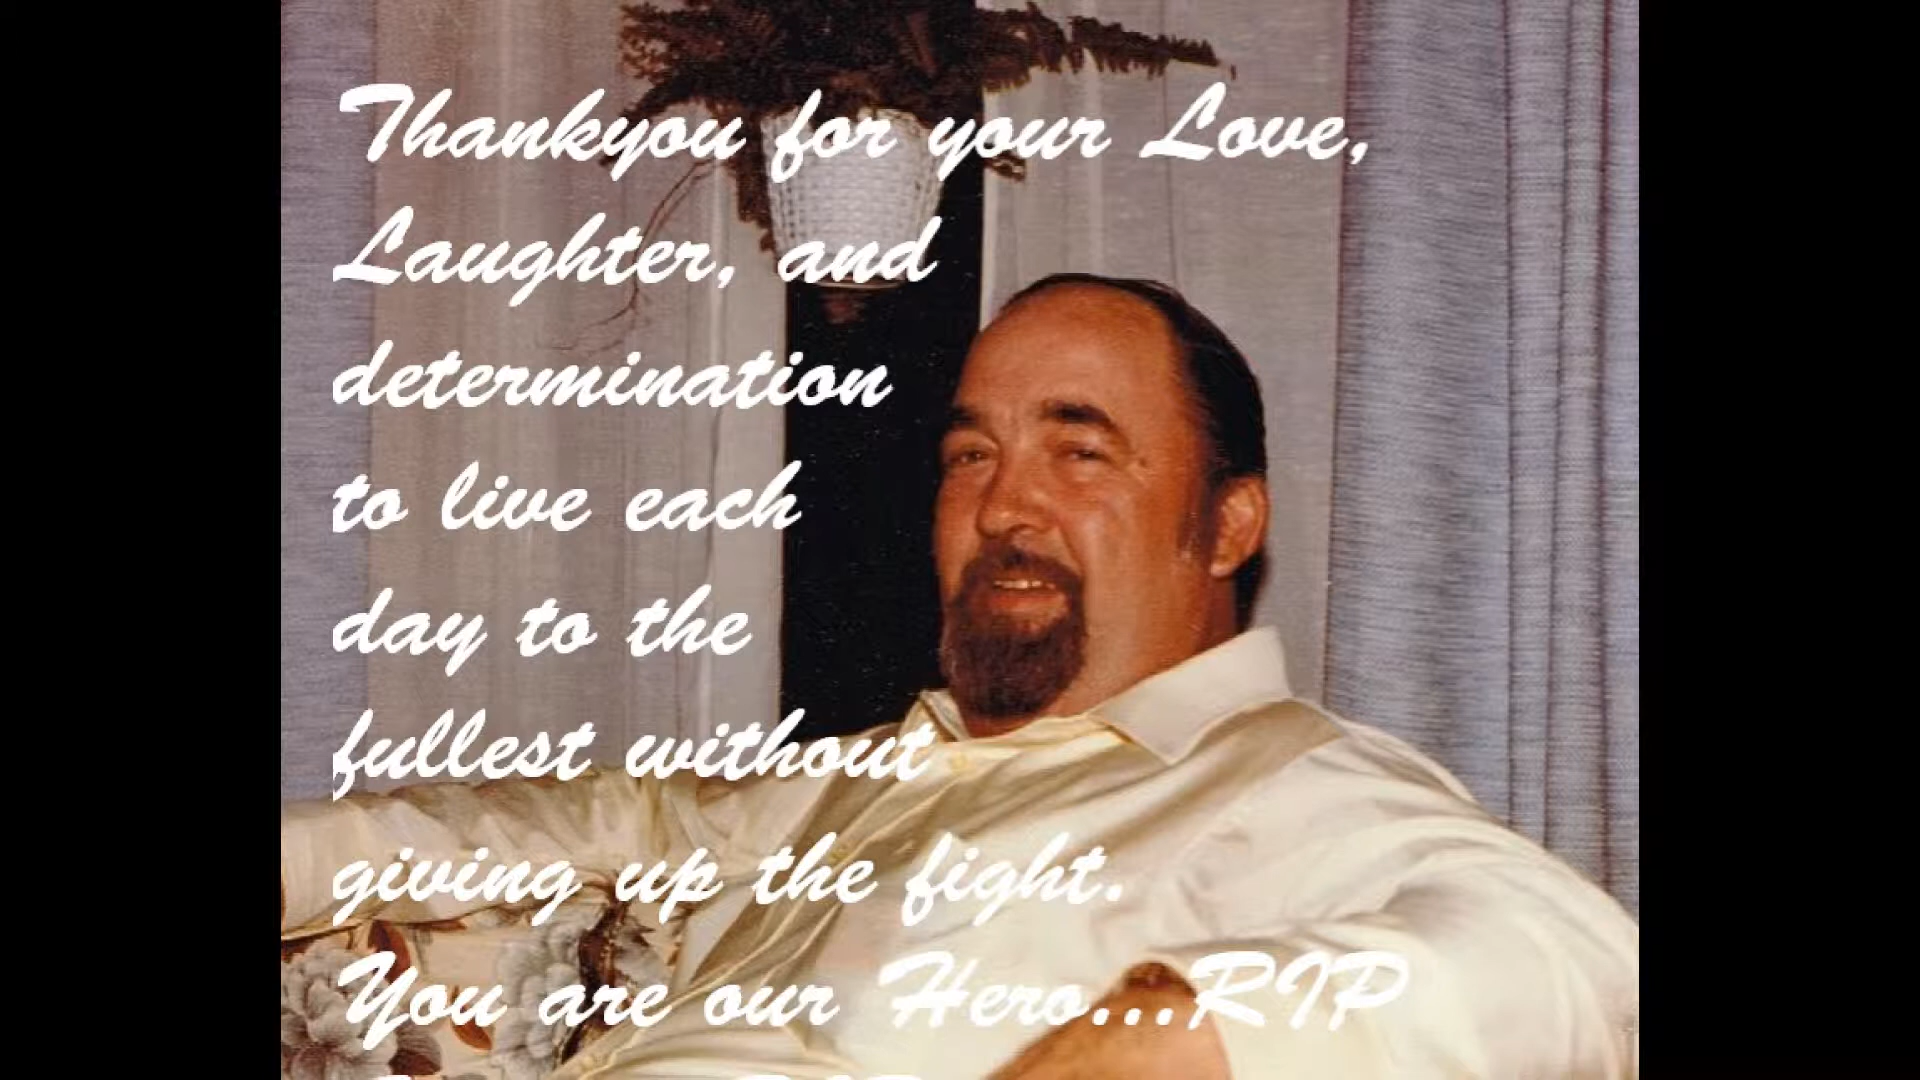 Thankyou for your Love,
Laughter, and
determination
to live each
day to the
fullest without
giving up the fight.
You are our Hero...RIP